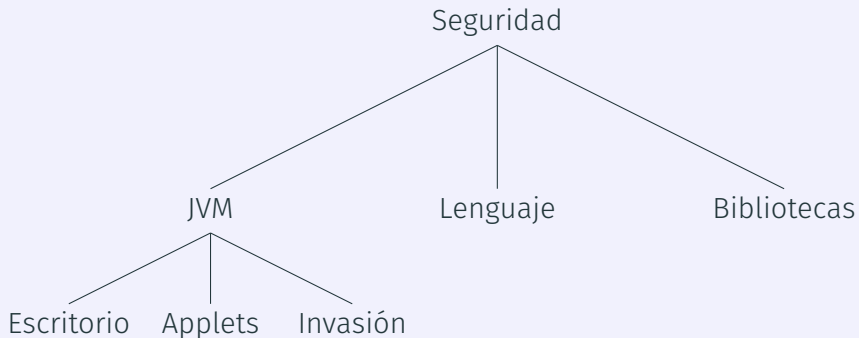 Seguridad
JVM Lenguaje Bibliotecas
Escritorio Applets Invasión